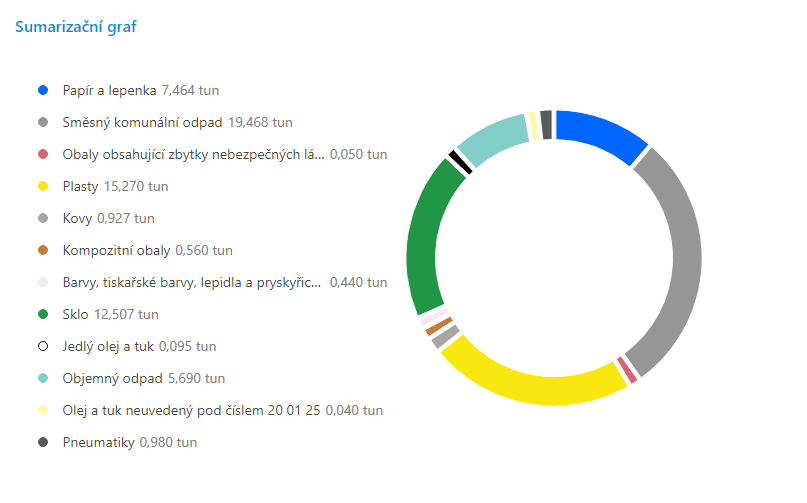 Sumarizační graf
Papír a lepenka 7,464 tun
Směsný komunální odpad 19,468 tun
Obaly obsahující zbytky nebezpečných lá... 0,050 tun
Plasty 15,270 tun
Kovy 0,927 tun
Kompozitní obaly 0,560 tun
Barvy, tiskařské barvy, lepidla a pryskyřic... 0,440 tun
Sklo 12,507 tun
Jedlý olej a tuk 0,095 tun
Objemný odpad 5,690 tun
Olej a tuk neuvedený pod číslem 20 01 25 0,040 tun
Pneumatiky 0,980 tun